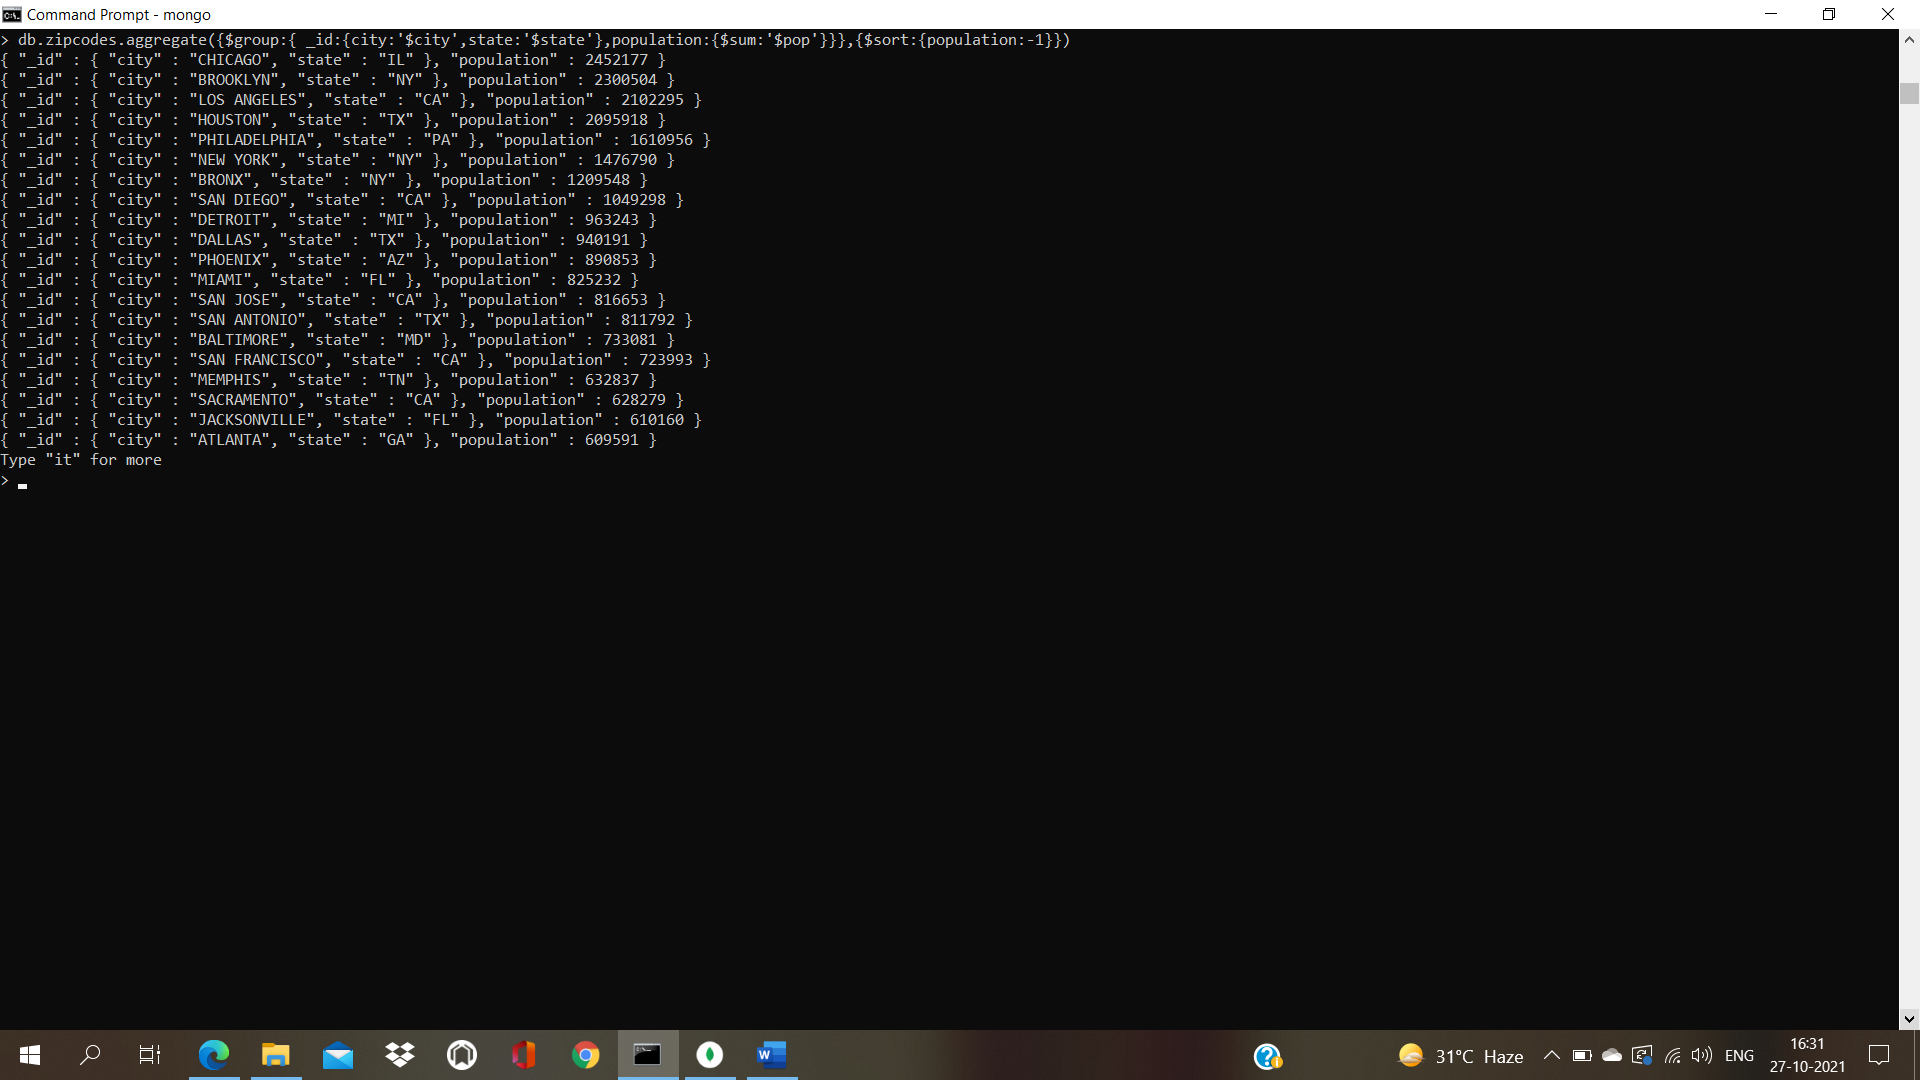 Command Prompt - mongo
> db.zipcodes.aggregate({$group:{ _id:{city:'$city',state:'$state'},population:{$sum:'$pop'}}},{$sort:{population:-1}})
{ "_id" : { "city" : "CHICAGO", "state" : "IL" }, "population" : 2452177 }
{ "_id" : { "city" : "BROOKLYN", "state" : "NY" }, "population" : 2300504 }
{ "_id" : { "city" : "LOS ANGELES", "state" : "CA" }, "population" : 2102295 }
{ "_id" : { "city" : "HOUSTON", "state" : "TX" }, "population" : 2095918 }
{ "_id" : { "city" : "PHILADELPHIA", "state" : "PA" }, "population" : 1610956 }
{ "_id" : { "city" : "NEW YORK", "state" : "NY" }, "population" : 1476790 }
{ "_id" : { "city" : "BRONX", "state" : "NY" }, "population" : 1209548 }
{ "_id" : { "city" : "SAN DIEGO", "state" : "CA" }, "population" : 1049298 }
{ "_id" : { "city" : "DETROIT", "state" : "MI" }, "population" : 963243 }
{ "_id" : { "city" : "DALLAS", "state" : "TX" }, "population" : 940191 }
{ "_id" : { "city" : "PHOENIX", "state" : "AZ" }, "population" : 890853 }
{ "_id" : { "city" : "MIAMI", "state" : "FL" }, "population" : 825232 }
{ "_id" : { "city" : "SAN JOSE", "state" : "CA" }, "population" : 816653 }
{ "_id" : { "city" : "SAN ANTONIO", "state" : "TX" }, "population" : 811792 }
{ "_id" : { "city" : "BALTIMORE", "state" : "MD" }, "population" : 733081 }
{ "_id" : { "city" : "SAN FRANCISCO", "state" : "CA" }, "population" : 723993 }
{ "_id" : { "city" : "MEMPHIS", "state" : "TN" }, "population" : 632837 }
{ "_id" : { "city" : "SACRAMENTO", "state" : "CA" }, "population" : 628279 }
{ "_id" : { "city" : "JACKSONVILLE", "state" : "FL" }, "population" : 610160 }
{ "_id" : { "city" : "ATLANTA", "state" : "GA" }, "population" : 609591 }
Type "it" for more
>
31°C Haze
ENG
16:31
27-10-2021